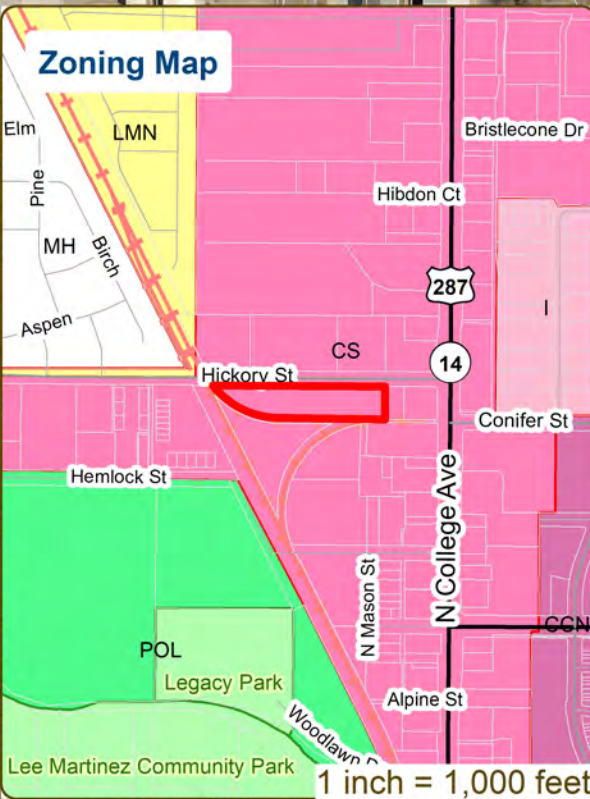 Zoning Map
Elm
LMN
Bristlecone Dr
Pine
Hibdon Ct
MH
Birch
287
I
Aspen
CS
14
Hickory St
Conifer St
Hemlock St
N College Ave
N Mason St
CCN
POL
Legacy Park
Alpine St
Woodlawn D
Lee Martinez Community Park
1 inch = 1,000 feet